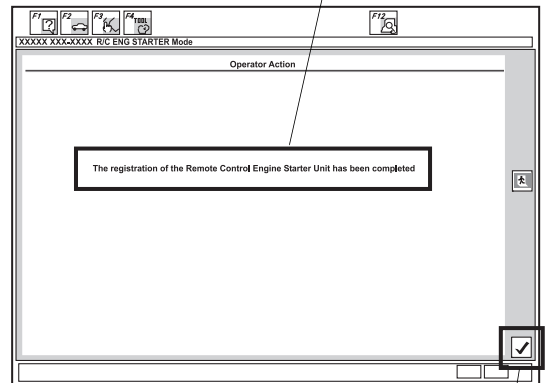 F1 F2 F3 F4 TOOL F12
XXXXX XXX-XXXX R/C ENG STARTER Mode
Operator Action
The registration of the Remote Control Engine Starter Unit has been completed